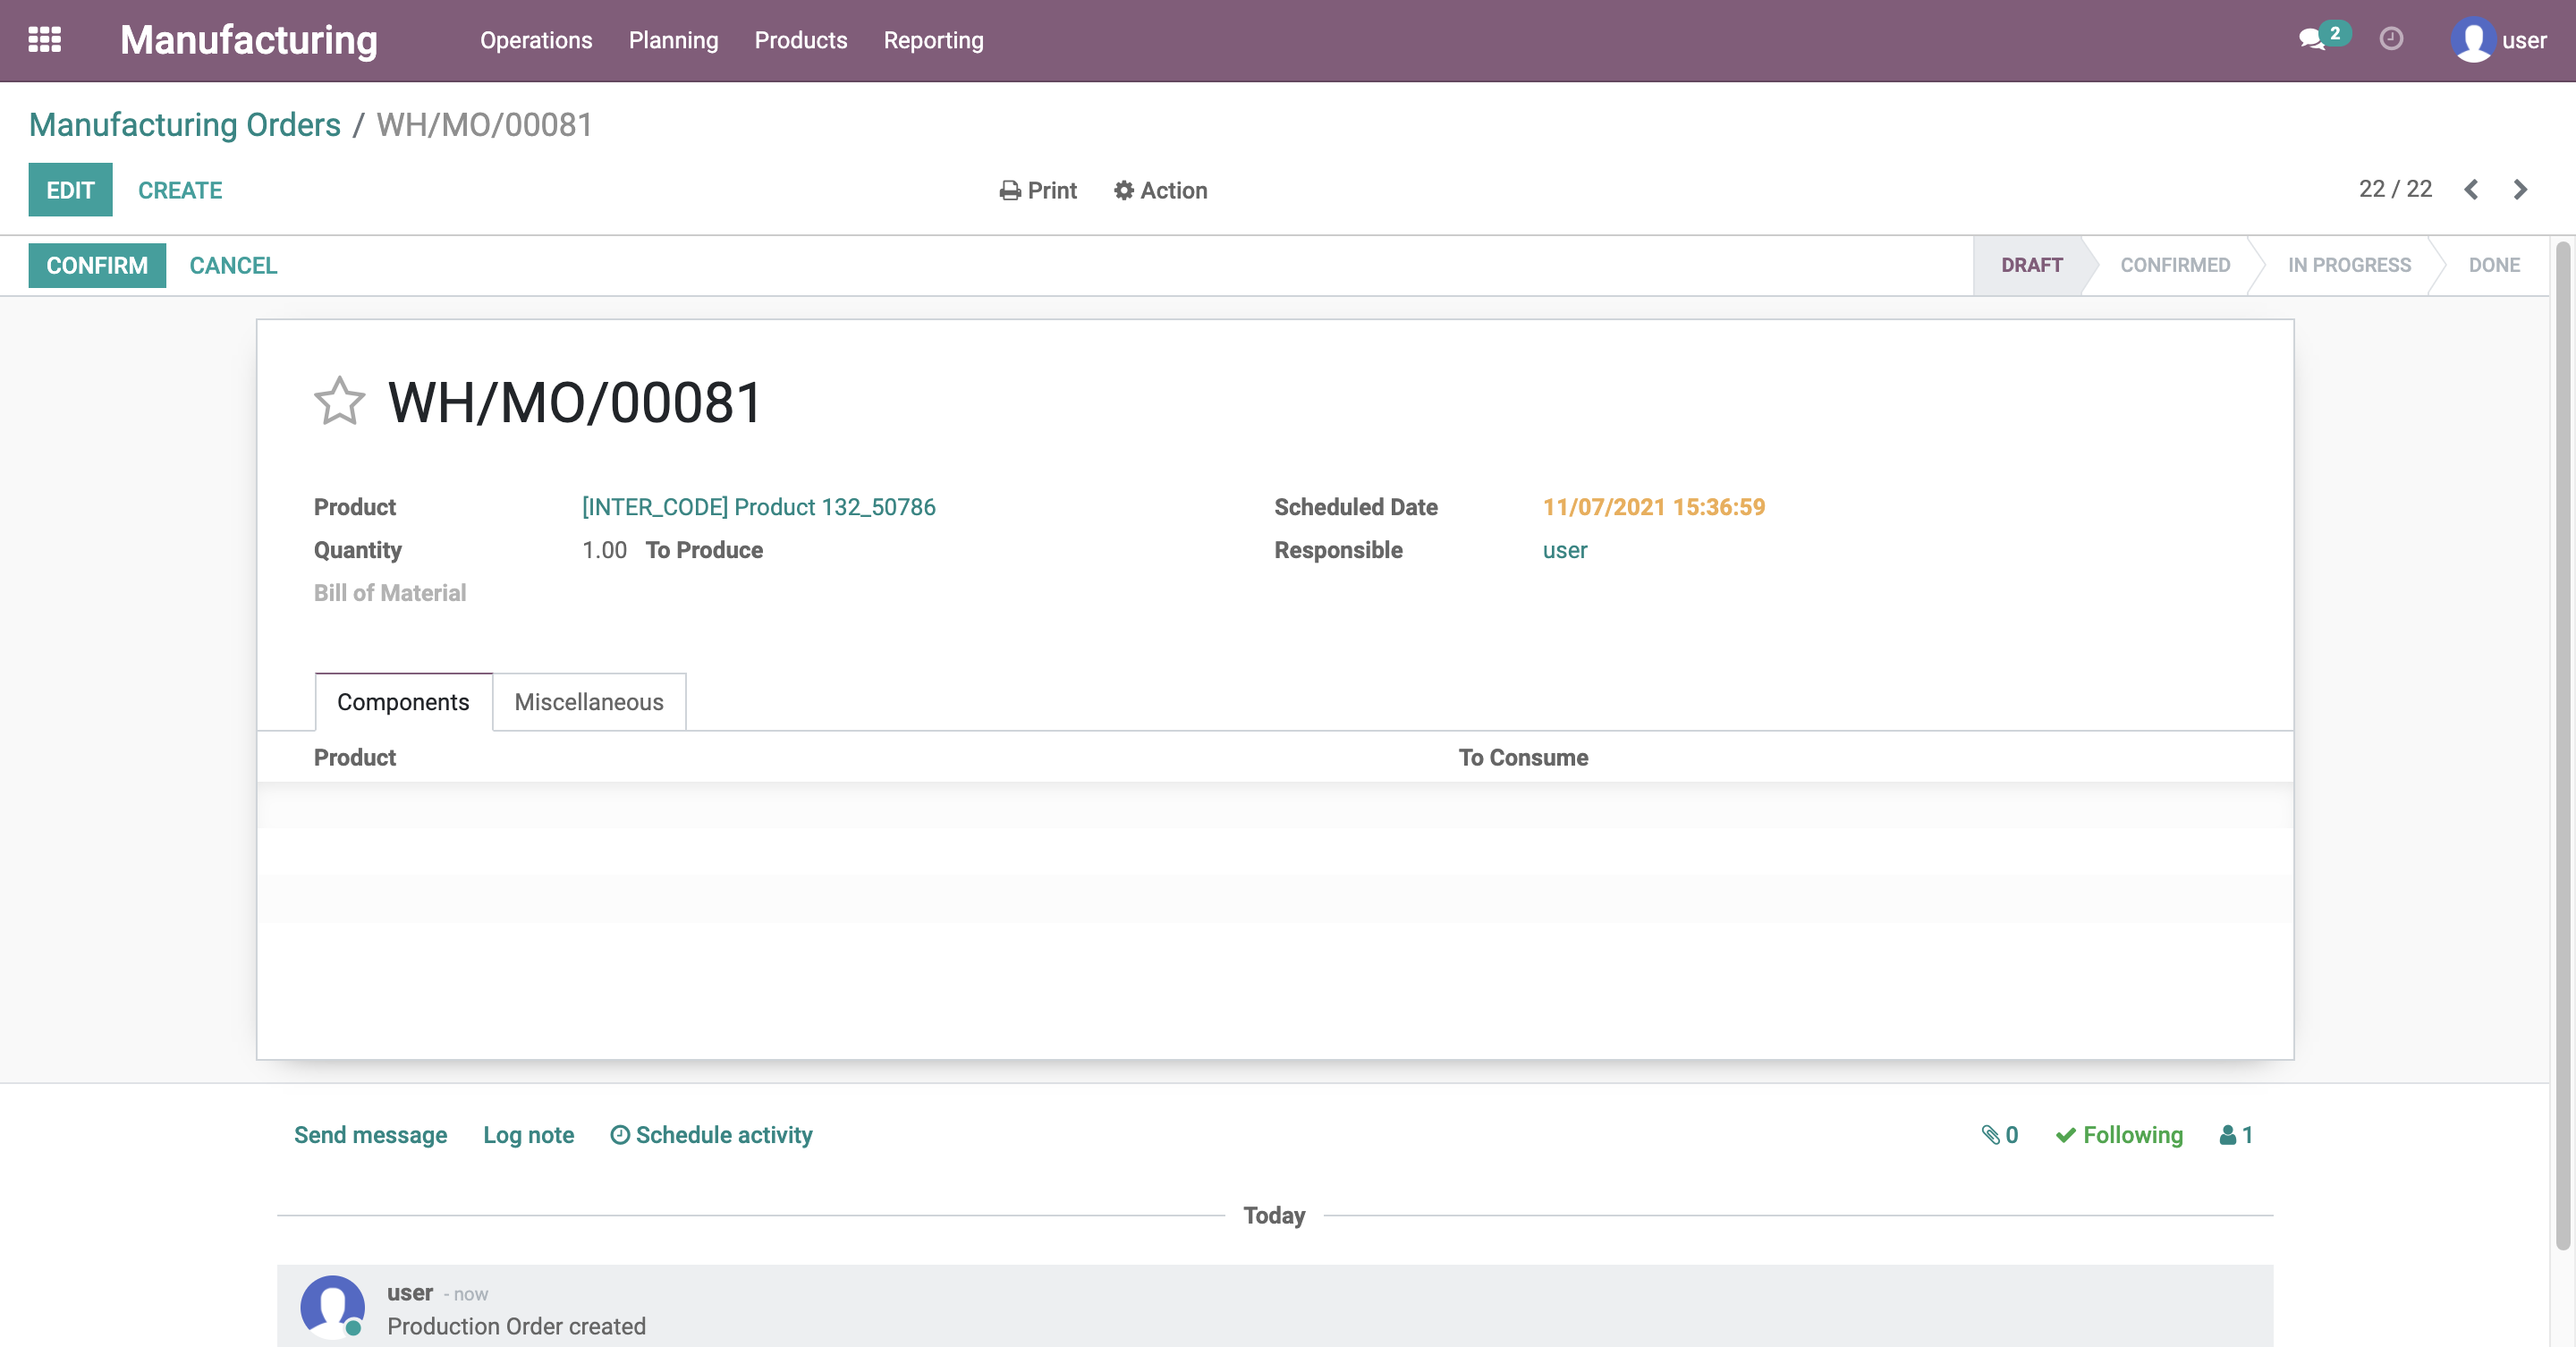 Manufacturing Operations Planning Products Reporting 2 user
Manufacturing Orders / WH/MO/00081
EDIT CREATE Print Action 22 / 22
CONFIRM CANCEL DRAFT CONFIRMED IN PROGRESS DONE
WH/MO/00081
Product [INTER_CODE] Product 132_50786 Scheduled Date 11/07/2021 15:36:59
Quantity 1.00 To Produce Responsible user
Bill of Material
Components Miscellaneous
Product To Consume
Send message Log note Schedule activity 0 Following 1
Today
user - now
Production Order created